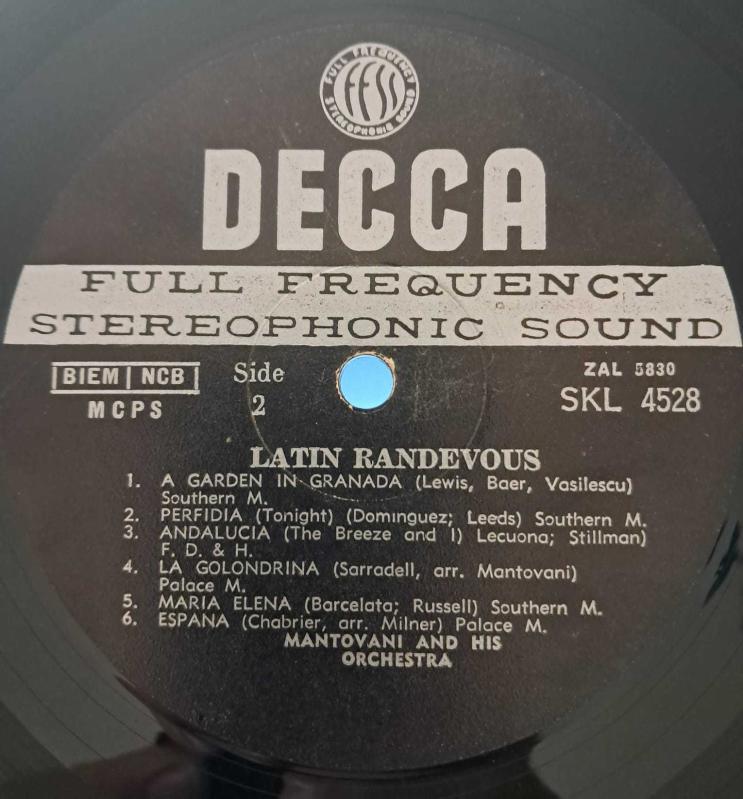 FULL FREQUENCY
FFSS
STEREOPHONIC SOUND
DECCA
FULL FREQUENCY
STEREOPHONIC SOUND
BIEM NCB
MCPS
Side
2
ZAL 5830
SKL 4528
LATIN RANDEVOUS
1. A GARDEN IN GRANADA (Lewis, Baer, Vasilescu)
Southern M.
2. PERFIDIA (Tonight) (Dominguez; Leeds) Southern M.
3. ANDALUCIA (The Breeze and I) Lecuona; Stillman)
F. D. & H.
4. LA GOLONDRINA (Sarradell, arr. Mantovani)
Palace M.
5. MARIA ELENA (Barcelata; Russell) Southern M.
6. ESPANA (Chabrier, arr. Milner) Palace M.
MANTOVANI AND HIS
ORCHESTRA